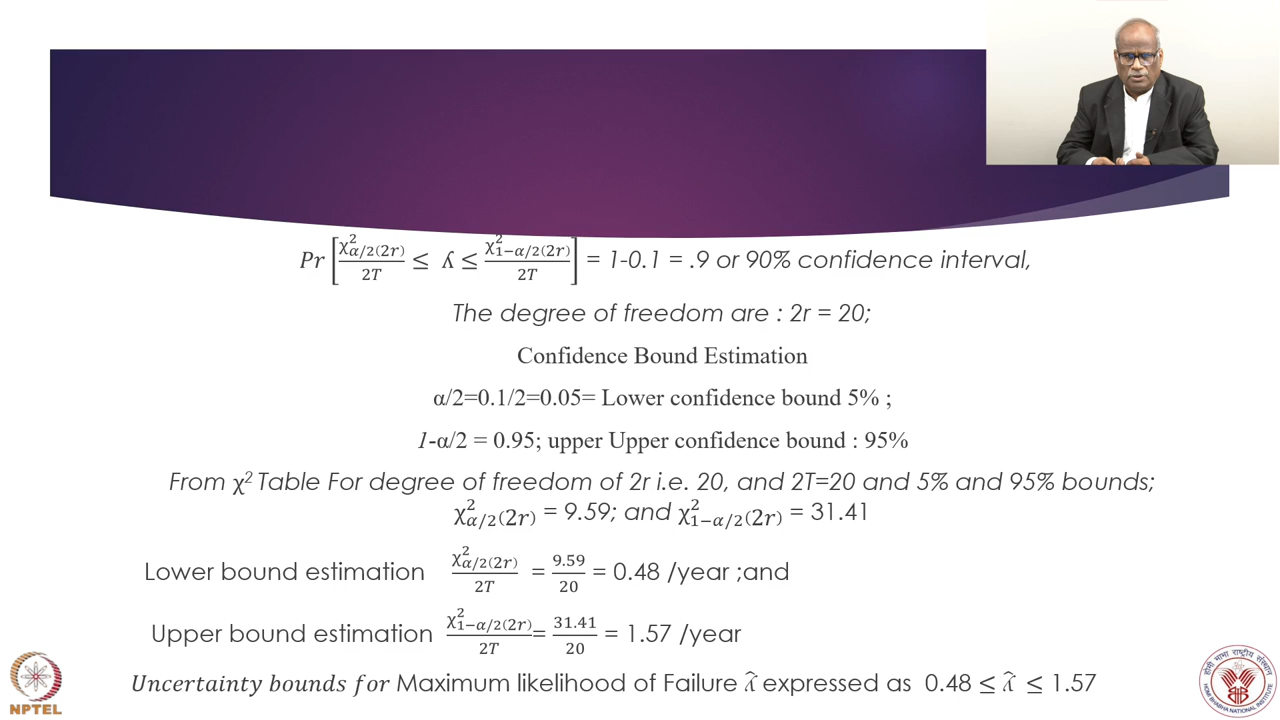 Pr [χ²α/2(2r) / 2T ≤ ʎ ≤ χ²1−α/2(2r) / 2T] = 1-0.1 = .9 or 90% confidence interval,
The degree of freedom are : 2r = 20;
Confidence Bound Estimation
α/2=0.1/2=0.05= Lower confidence bound 5% ;
1-α/2 = 0.95; upper Upper confidence bound : 95%
From χ² Table For degree of freedom of 2r i.e. 20, and 2T=20 and 5% and 95% bounds;
χ²α/2(2r) = 9.59; and χ²1−α/2(2r) = 31.41
Lower bound estimation χ²α/2(2r) / 2T = 9.59 / 20 = 0.48 /year ;and
Upper bound estimation χ²1−α/2(2r) / 2T = 31.41 / 20 = 1.57 /year
Uncertainty bounds for Maximum likelihood of Failure ʎ̂ expressed as 0.48 ≤ ʎ̂ ≤ 1.57
NPTEL
होमी भाभा राष्ट्रीय संस्थान
HOMI BHABHA NATIONAL INSTITUTE